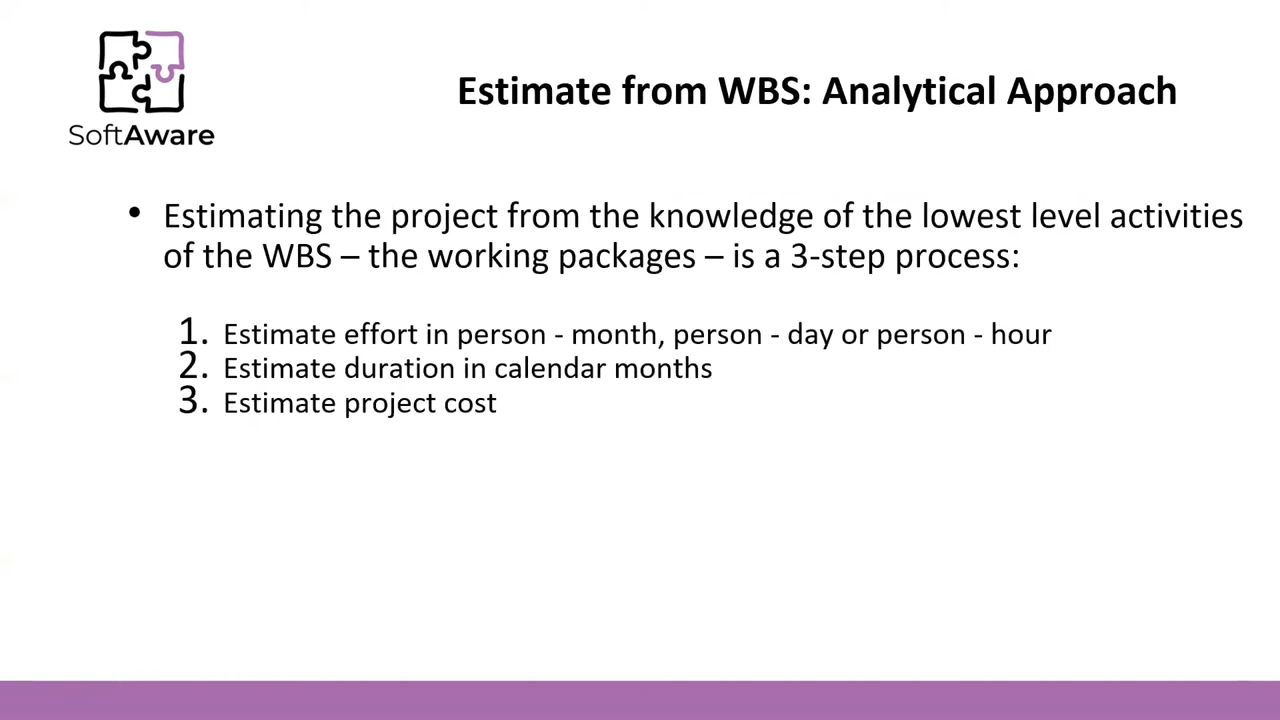 SoftAware
Estimate from WBS: Analytical Approach
• Estimating the project from the knowledge of the lowest level activities
of the WBS – the working packages – is a 3-step process:
1. Estimate effort in person - month, person - day or person - hour
2. Estimate duration in calendar months
3. Estimate project cost